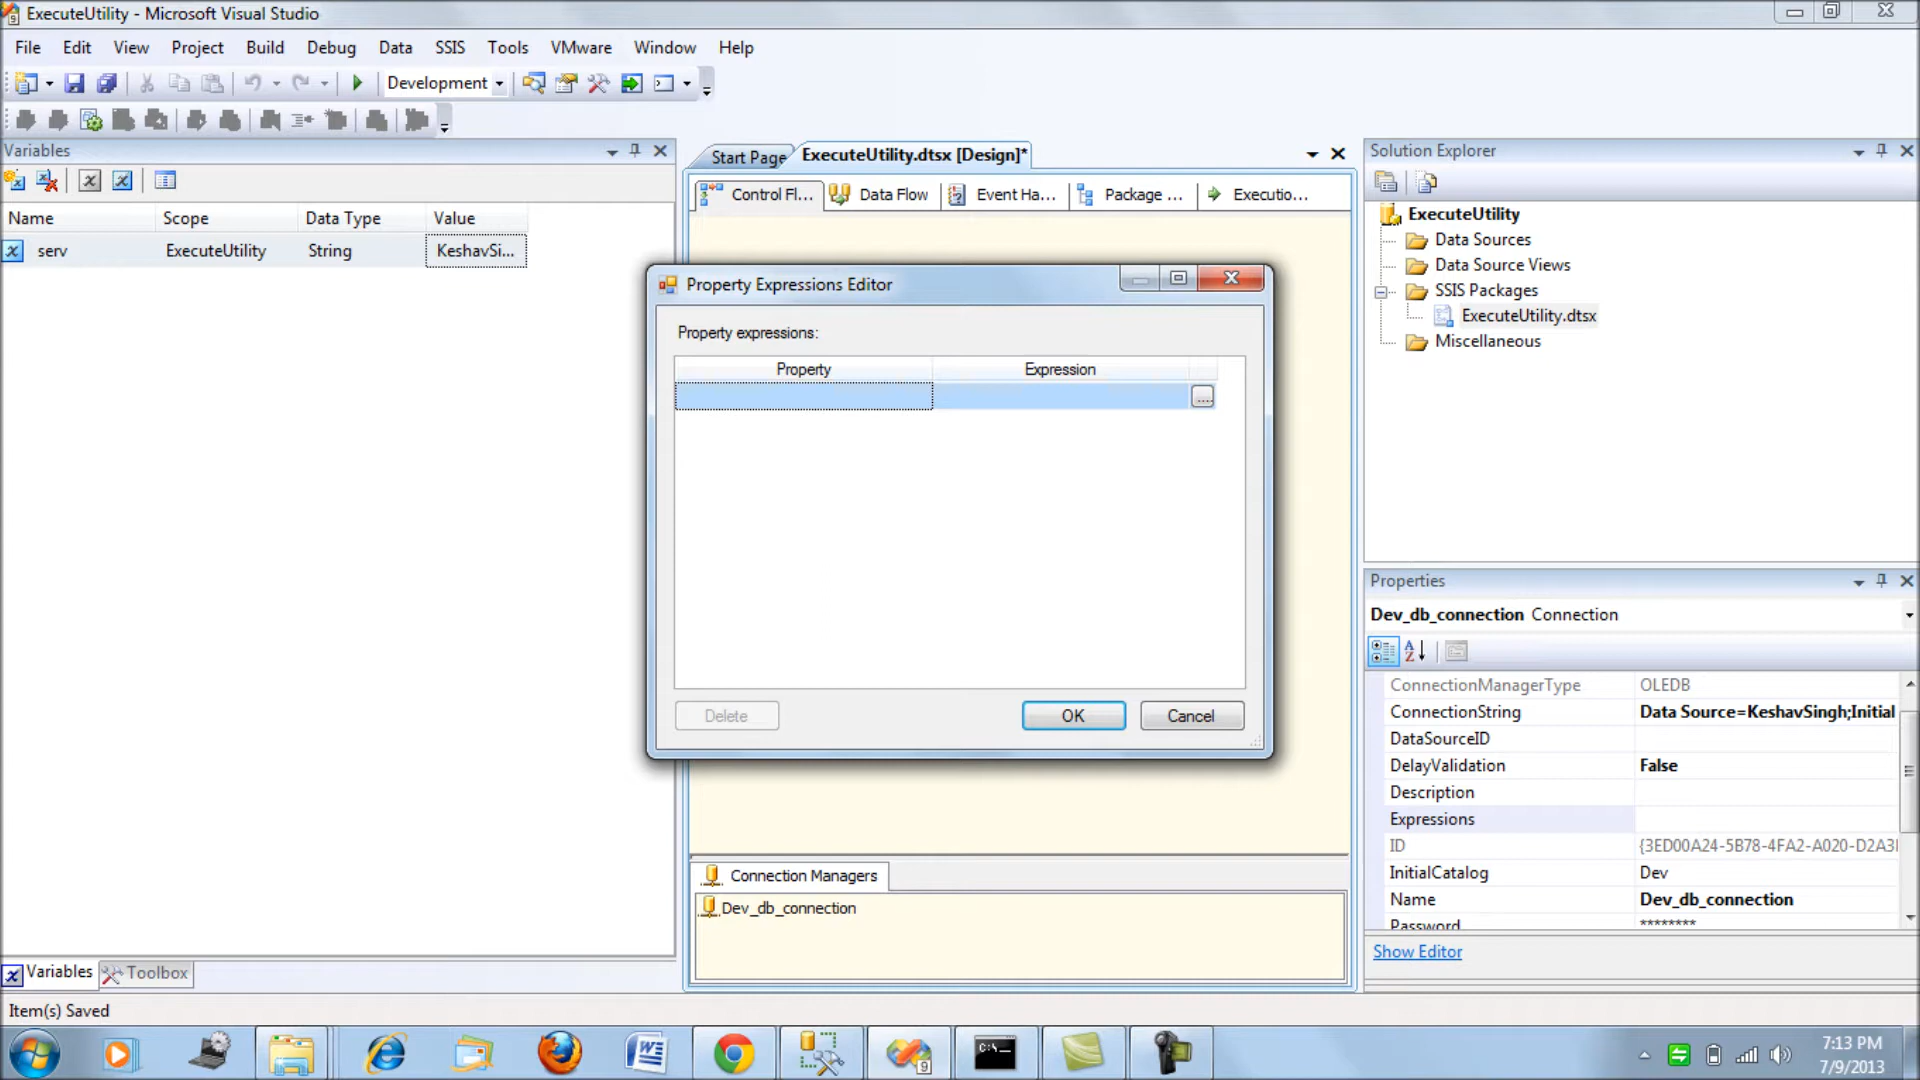 ExecuteUtility - Microsoft Visual Studio
File Edit View Project Build Debug Data SSIS Tools VMware Window Help
Development
Variables
Name Scope Data Type Value
serv ExecuteUtility String KeshavSi...
Start Page ExecuteUtility.dtsx [Design]*
Control Fl... Data Flow Event Ha... Package ... Executio...
Property Expressions Editor
Property expressions:
Property Expression
...
Delete OK Cancel
Connection Managers
Dev_db_connection
Solution Explorer
ExecuteUtility
Data Sources
Data Source Views
SSIS Packages
ExecuteUtility.dtsx
Miscellaneous
Properties
Dev_db_connection Connection
ConnectionManagerType OLEDB
ConnectionString Data Source=KeshavSingh;Initial
DataSourceID
DelayValidation False
Description
Expressions
ID {3ED00A24-5B78-4FA2-A020-D2A3
InitialCatalog Dev
Name Dev_db_connection
Password ********
Show Editor
Variables Toolbox
Item(s) Saved
7:13 PM
7/9/2013